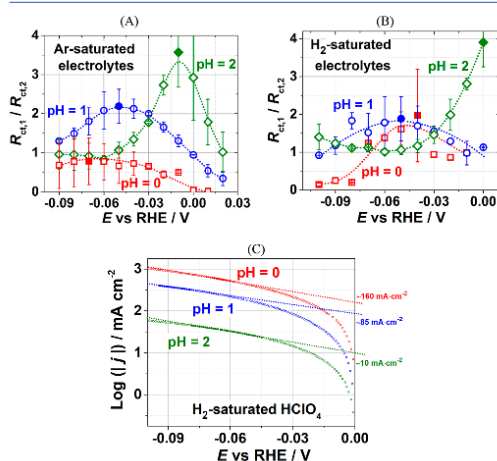 (A)
(B)
Ar-saturated
electrolytes
pH = 2
pH = 1
pH = 0
Rct,1 / Rct,2
4
3
2
1
0
-0.09 -0.06 -0.03 0.00 0.03
E vs RHE / V
H2-saturated
electrolytes
pH = 2
pH = 1
pH = 0
Rct,1 / Rct,2
4
3
2
1
0
-0.09 -0.06 -0.03 0.00
E vs RHE / V
(C)
pH = 0
pH = 1
pH = 2
~160 mA·cm-2
~85 mA·cm-2
~10 mA·cm-2
Log (|j|) / mA cm-2
3
2
1
0
H2-saturated HClO4
-0.09 -0.06 -0.03 0.00
E vs RHE / V